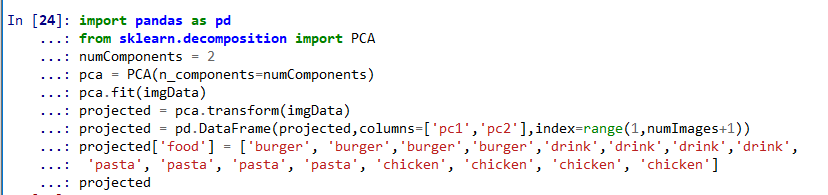 In [24]: import pandas as pd
    ...: from sklearn.decomposition import PCA
    ...: numComponents = 2
    ...: pca = PCA(n_components=numComponents)
    ...: pca.fit(imgData)
    ...: projected = pca.transform(imgData)
    ...: projected = pd.DataFrame(projected,columns=['pc1','pc2'],index=range(1,numImages+1))
    ...: projected['food'] = ['burger', 'burger','burger','burger','drink','drink','drink','drink',
    ...:  'pasta', 'pasta', 'pasta', 'pasta', 'chicken', 'chicken', 'chicken', 'chicken']
    ...: projected